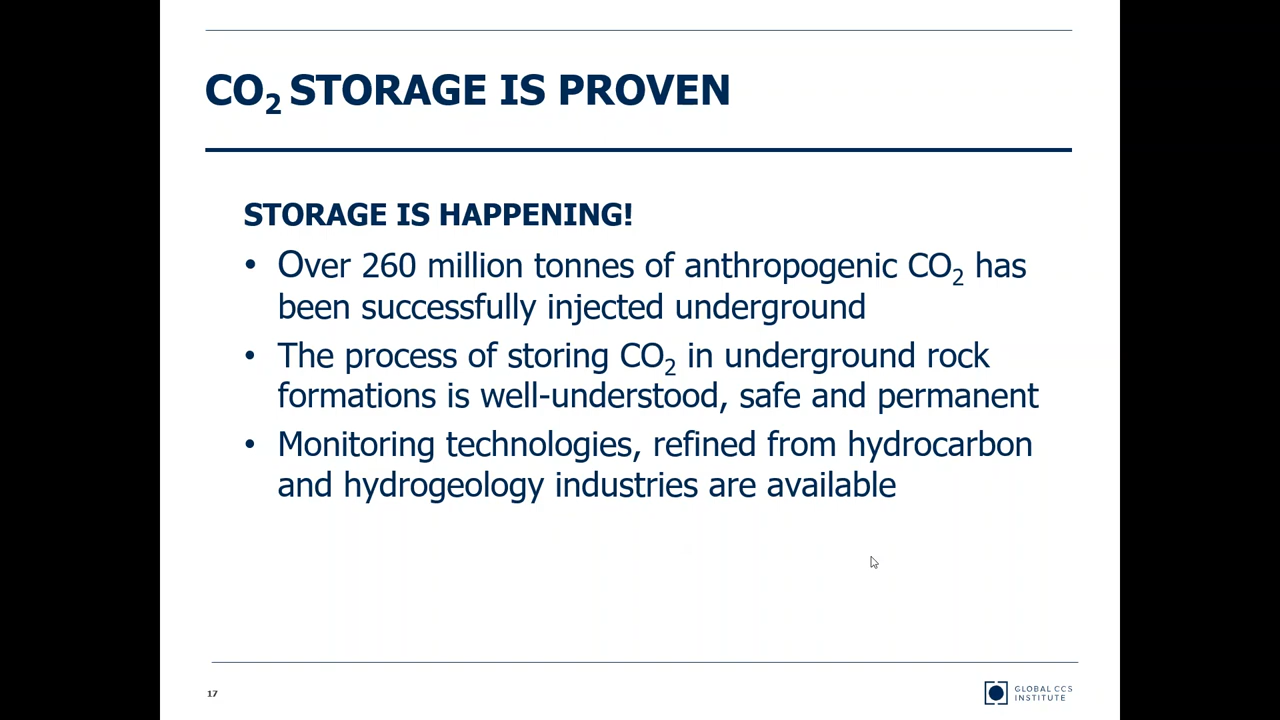 CO2 STORAGE IS PROVEN
STORAGE IS HAPPENING!
• Over 260 million tonnes of anthropogenic CO2 has
been successfully injected underground
• The process of storing CO2 in underground rock
formations is well-understood, safe and permanent
• Monitoring technologies, refined from hydrocarbon
and hydrogeology industries are available
17
GLOBAL CCS
INSTITUTE